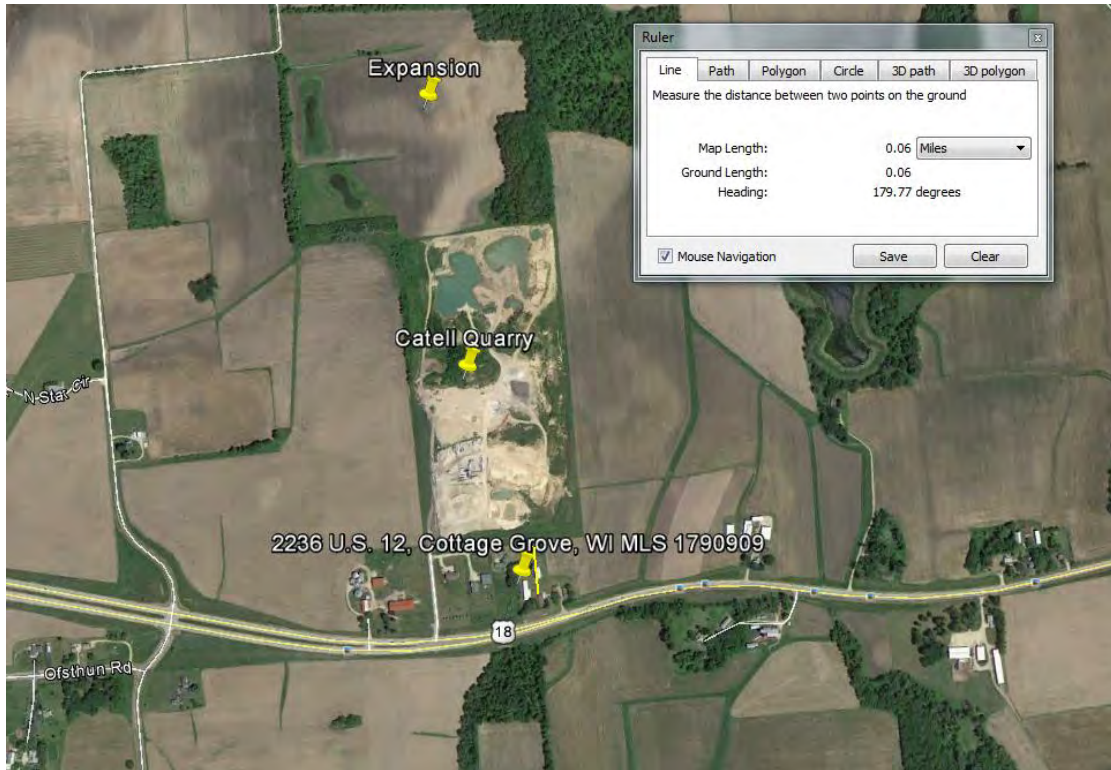 Ruler
Line Path Polygon Circle 3D path 3D polygon
Measure the distance between two points on the ground
Map Length: 0.06 Miles
Ground Length: 0.06
Heading: 179.77 degrees
Mouse Navigation Save Clear
Expansion
Catell Quarry
N Star Cir
2236 U.S. 12, Cottage Grove, WI MLS 1790909
18
Ofsthun Rd